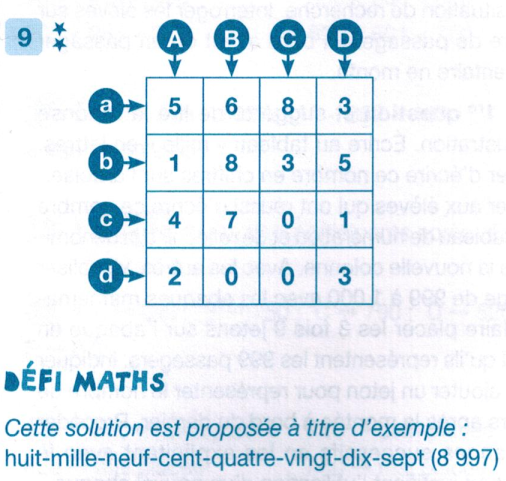 9
A B C D
a 5 6 8 3
b 1 8 3 5
c 4 7 0 1
d 2 0 0 3
DÉFI MATHS
Cette solution est proposée à titre d'exemple :
huit-mille-neuf-cent-quatre-vingt-dix-sept (8 997)